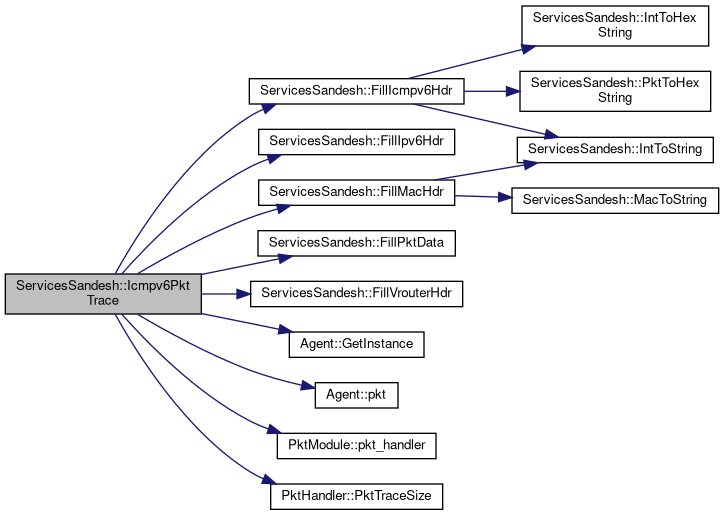 ServicesSandesh::IntToHex
String
ServicesSandesh::FillIcmpv6Hdr
ServicesSandesh::PktToHex
String
ServicesSandesh::FillIpv6Hdr
ServicesSandesh::IntToString
ServicesSandesh::FillMacHdr
ServicesSandesh::MacToString
ServicesSandesh::FillPktData
ServicesSandesh::Icmpv6Pkt
Trace
ServicesSandesh::FillVrouterHdr
Agent::GetInstance
Agent::pkt
PktModule::pkt_handler
PktHandler::PktTraceSize